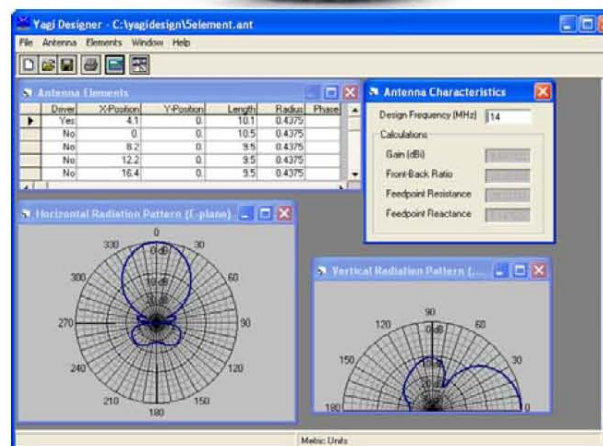 Yagi Designer - C:\yagidesign\5element.ant
File Antenna Elements Window Help
Antenna Elements
Driver X-Position Y-Position Length Radius Phase
Yes 4.1 0. 10.1 0.4375
No 0. 0. 10.5 0.4375
No 8.2 0. 9.5 0.4375
No 12.2 0. 9.5 0.4375
No 16.4 0. 9.5 0.4375
Antenna Characteristics
Design Frequency (MHz) 14
Calculations
Gain (dBi)
Front-Back Ratio
Feedpoint Resistance
Feedpoint Reactance
Horizontal Radiation Pattern (E-plane)
0
330 30
300 60
270 90
240 120
210 150
180
0 dB
Vertical Radiation Pattern (...
90
120 60
150 30
180 0
0 dB
Metric Units